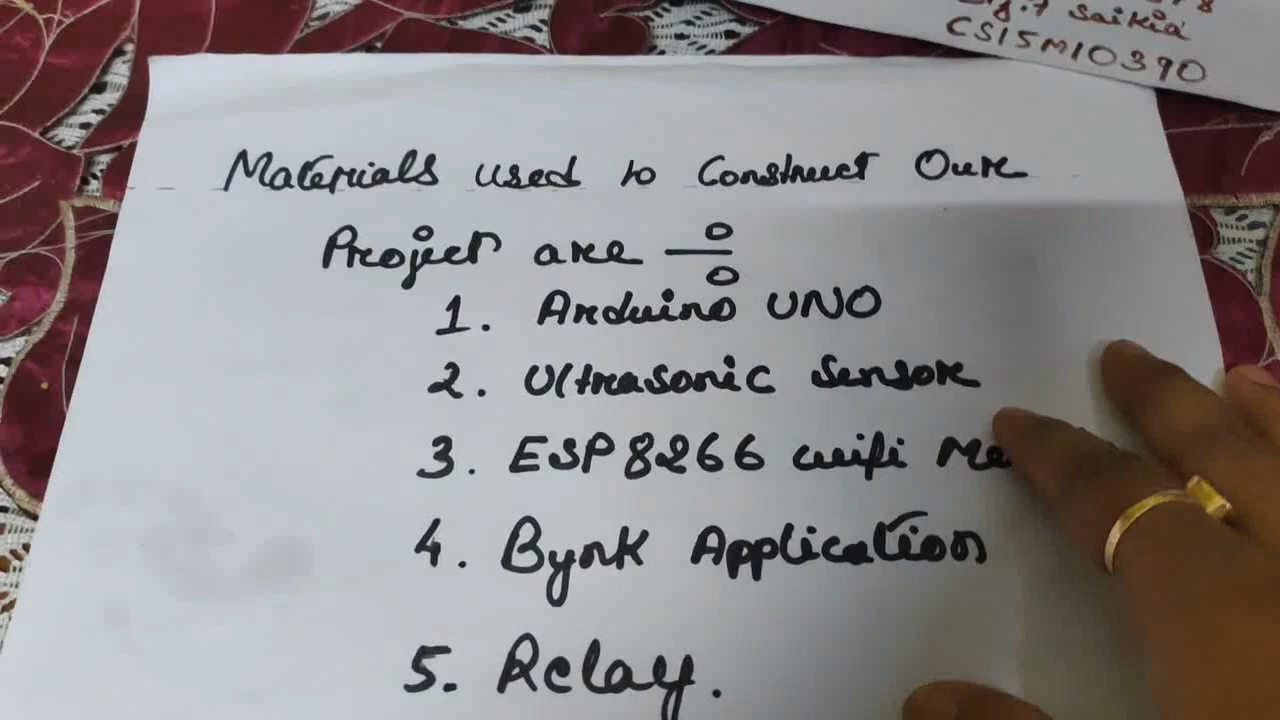 Saikia
CS15M10390
Materials used to Construct Our
Project are ÷
1. Arduino UNO
2. Ultrasonic Sensor
3. ESP8266 wifi
4. Bynk Application
5. Relay.